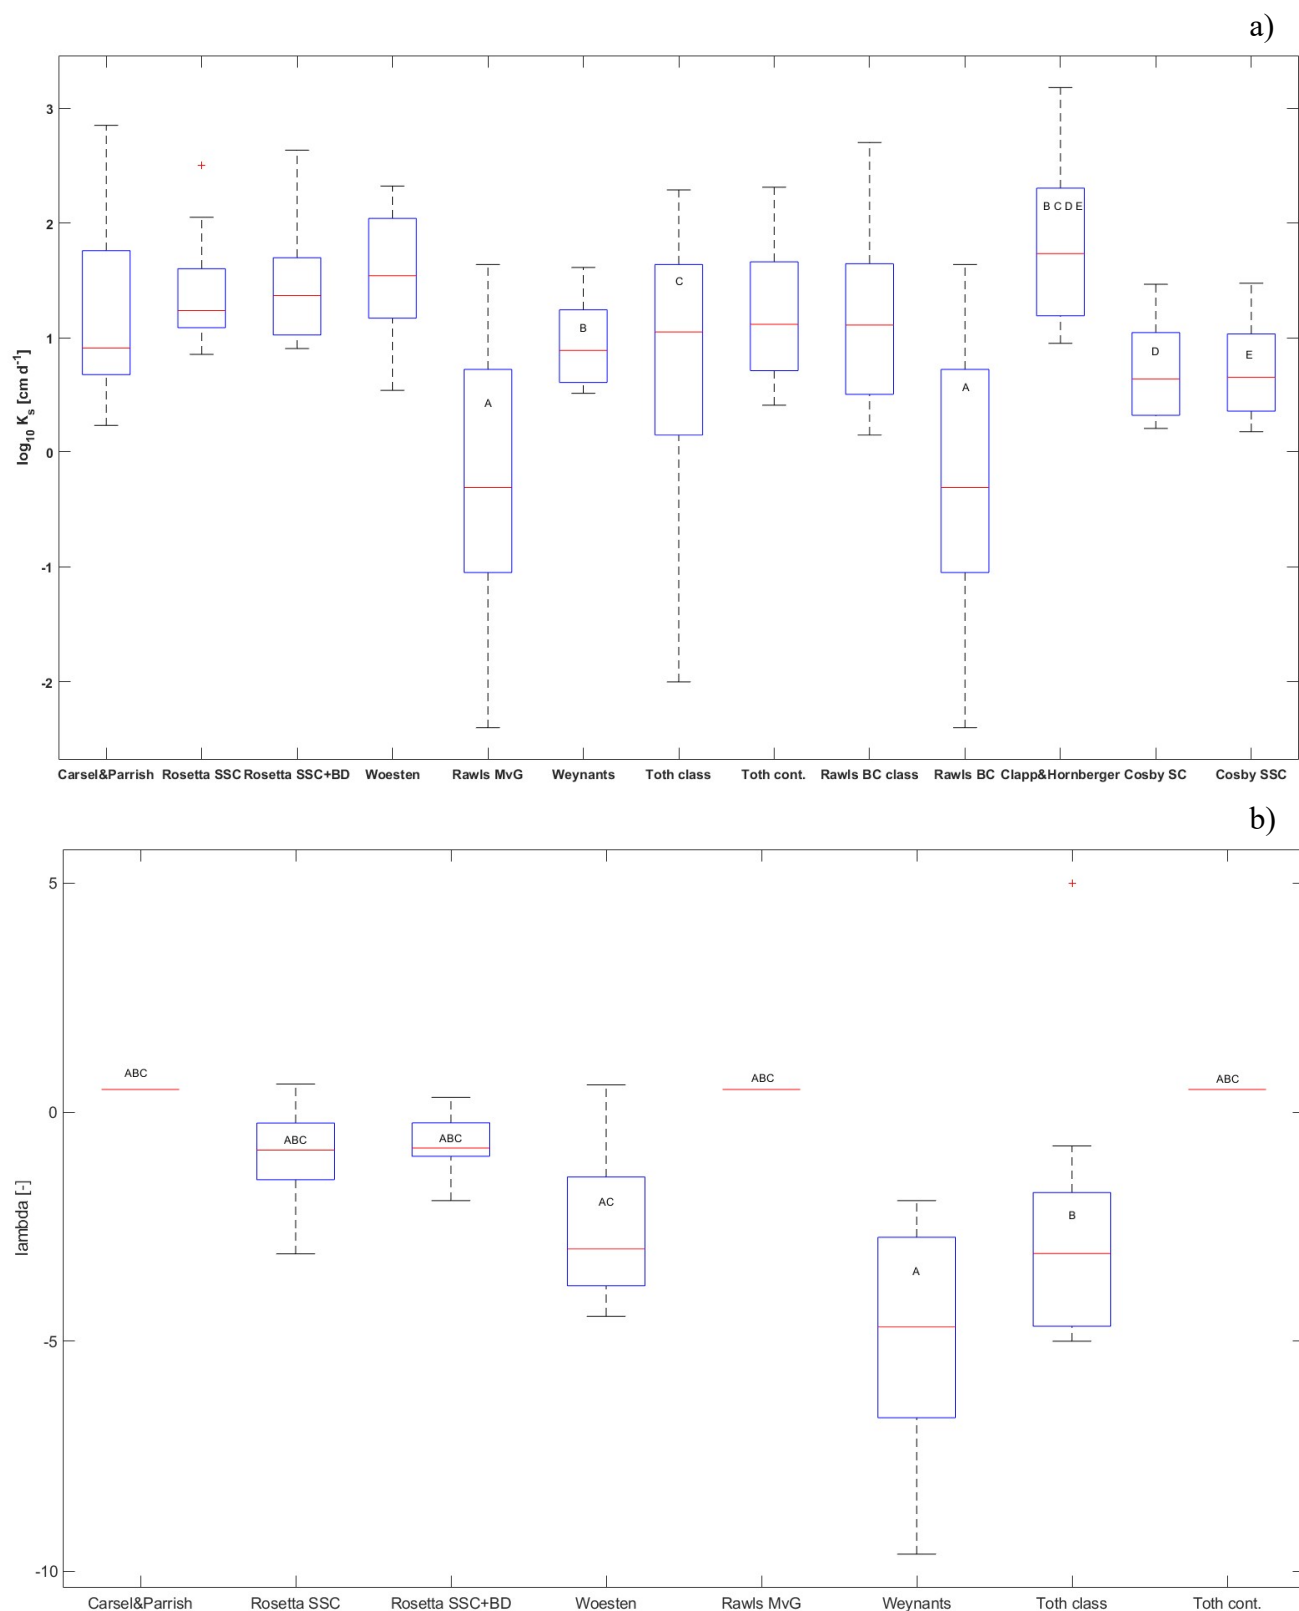 a)
3
2
1
0
-1
-2
log10 Ks [cm d-1]
A
B
C
A
B C D E
D
E
Carsel&Parrish Rosetta SSC Rosetta SSC+BD Woesten Rawls MvG Weynants Toth class Toth cont. Rawls BC class Rawls BC Clapp&Hornberger Cosby SC Cosby SSC
b)
5
0
-5
-10
lambda [-]
ABC
ABC
ABC
AC
ABC
A
B
ABC
Carsel&Parrish Rosetta SSC Rosetta SSC+BD Woesten Rawls MvG Weynants Toth class Toth cont.